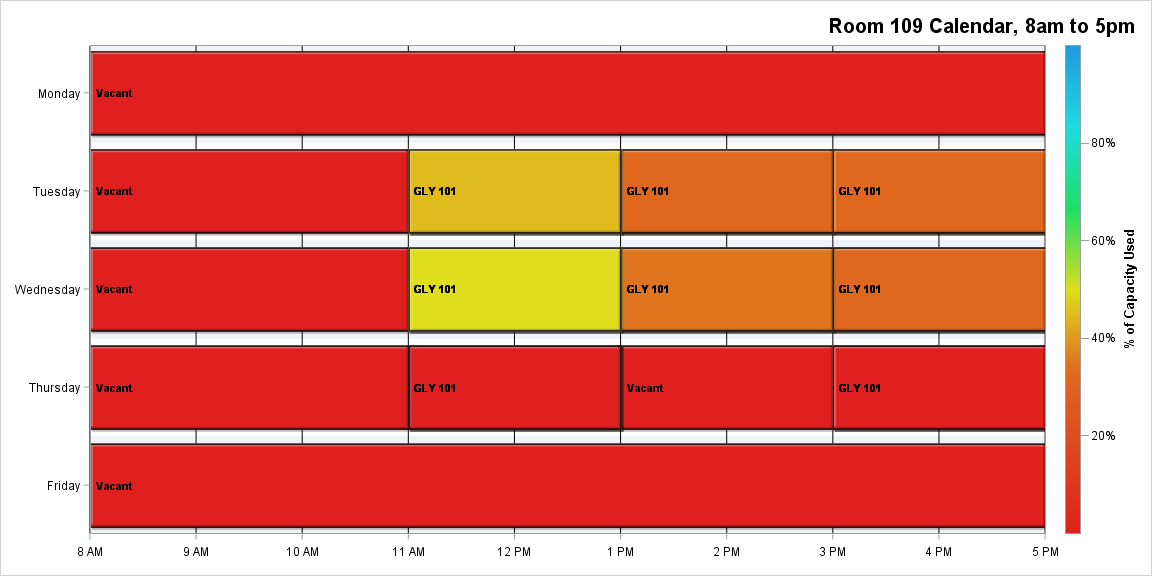 Room 109 Calendar, 8am to 5pm
Monday
Vacant
Tuesday
Vacant
GLY 101
GLY 101
GLY 101
Wednesday
Vacant
GLY 101
GLY 101
GLY 101
Thursday
Vacant
GLY 101
Vacant
GLY 101
Friday
Vacant
8 AM
9 AM
10 AM
11 AM
12 PM
1 PM
2 PM
3 PM
4 PM
5 PM
80%
60%
40%
20%
% of Capacity Used